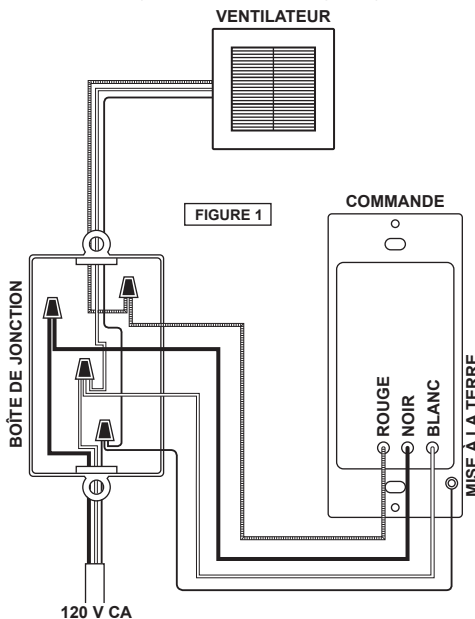 VENTILATEUR
FIGURE 1
COMMANDE
BOÎTE DE JONCTION
ROUGE
NOIR
BLANC
MISE À LA TERRE
120 V CA